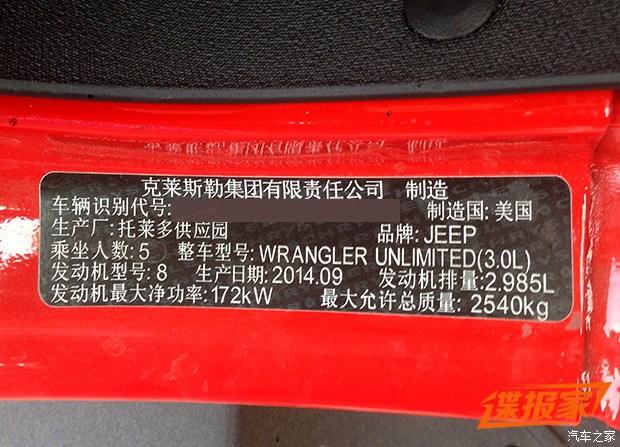 克莱斯勒集团有限责任公司 制造
车辆识别代号: 制造国: 美国
生产厂: 托莱多供应园 品牌: JEEP
乘坐人数: 5 整车型号: WRANGLER UNLIMITED(3.0L)
发动机型号: 8 生产日期: 2014.09 发动机排量: 2.985L
发动机最大净功率: 172kW 最大允许总质量: 2540kg
谍报家
汽车之家